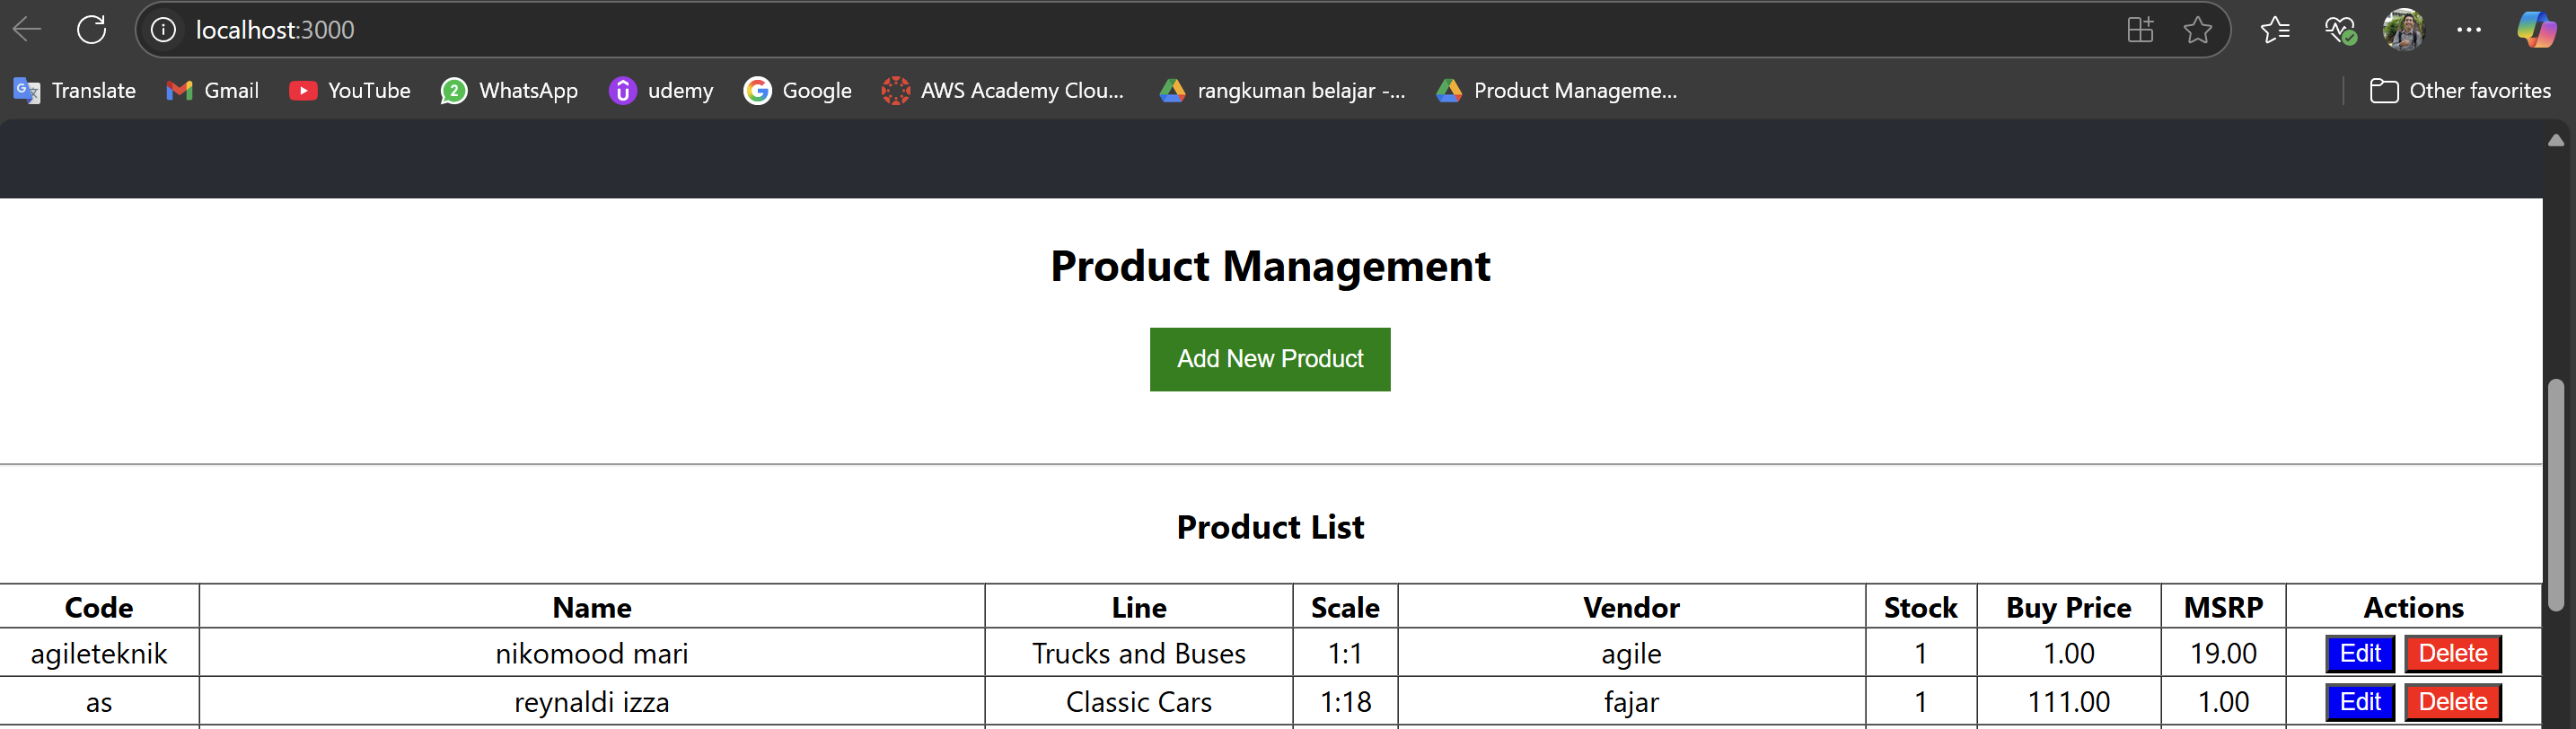 localhost:3000
Translate Gmail YouTube 2 WhatsApp udemy Google AWS Academy Clou... rangkuman belajar -... Product Manageme... Other favorites
Product Management
Add New Product
Product List
Code Name Line Scale Vendor Stock Buy Price MSRP Actions
agileteknik nikomood mari Trucks and Buses 1:1 agile 1 1.00 19.00 Edit Delete
as reynaldi izza Classic Cars 1:18 fajar 1 111.00 1.00 Edit Delete